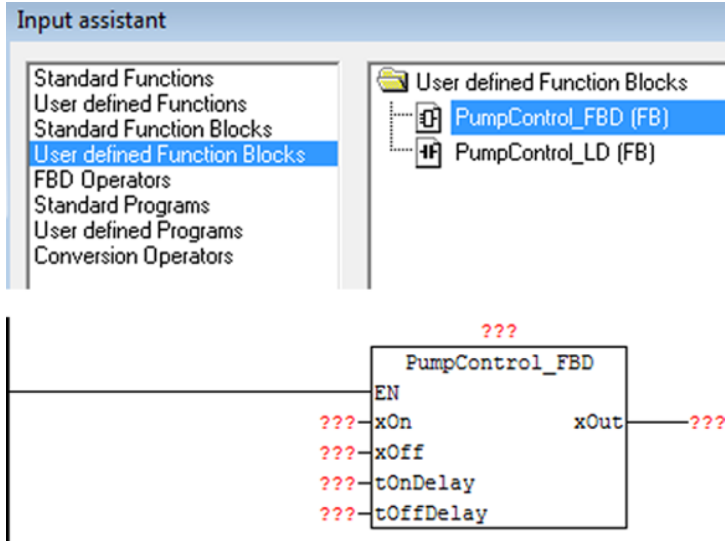 Input assistant
Standard Functions
User defined Functions
Standard Function Blocks
User defined Function Blocks
FBD Operators
Standard Programs
User defined Programs
Conversion Operators
User defined Function Blocks
PumpControl_FBD (FB)
PumpControl_LD (FB)
???
PumpControl_FBD
EN
??? xOn xOut ???
??? xOff
??? tOnDelay
??? tOffDelay